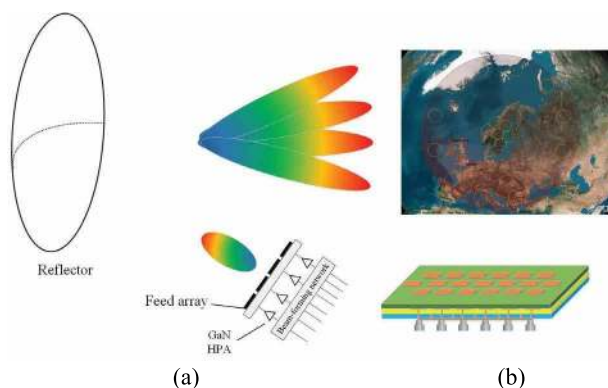 Reflector
Feed array
GaN
HPA
Beam-forming network
(a)
(b)